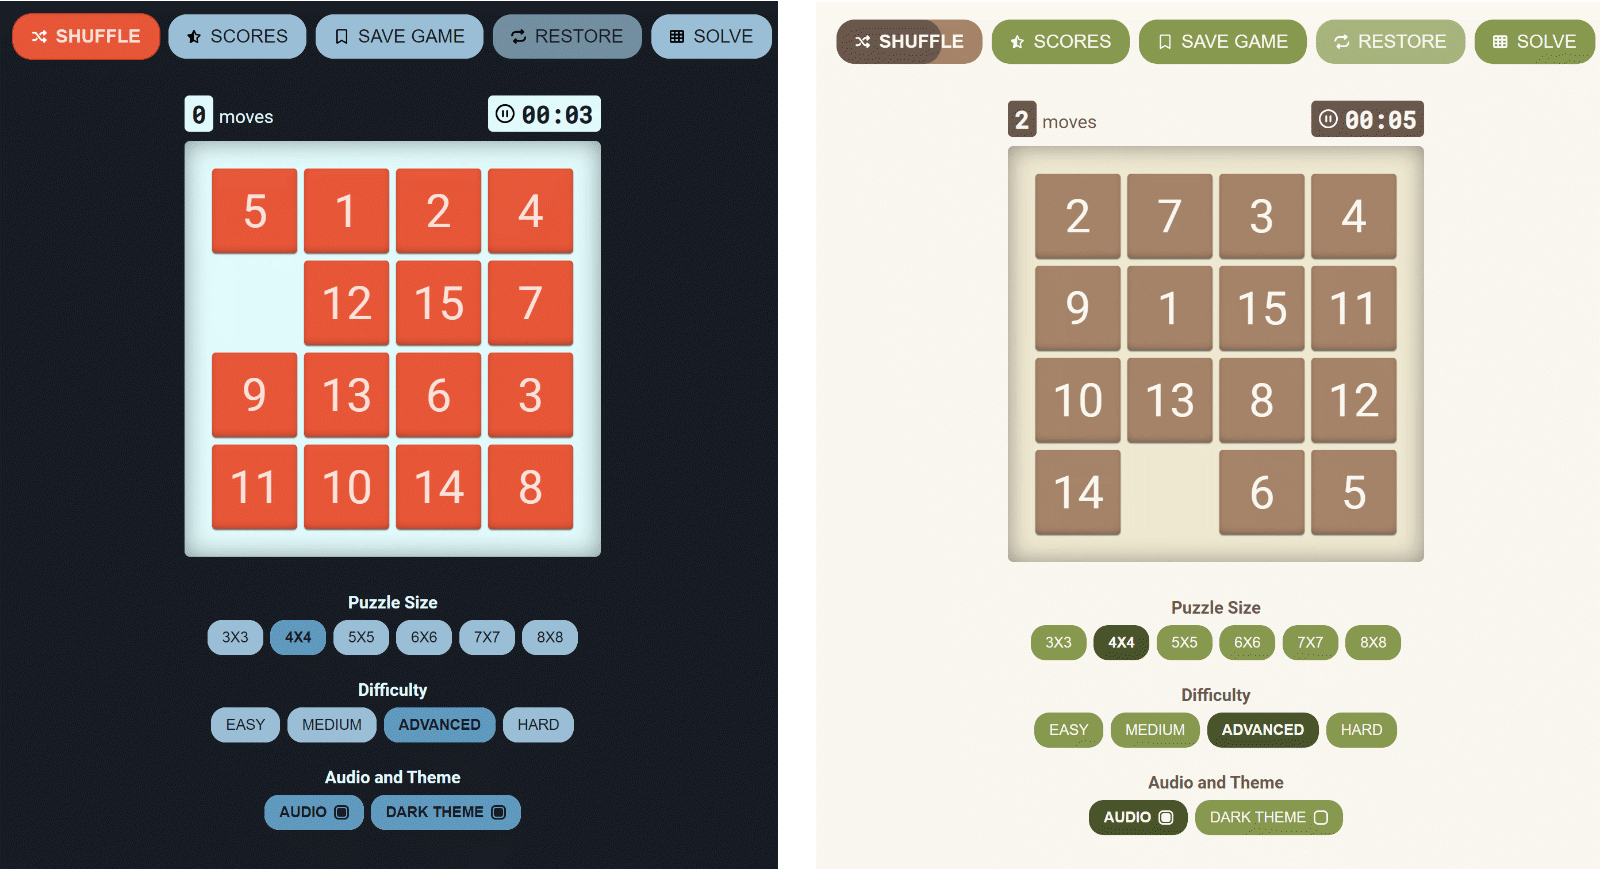 SHUFFLE SCORES SAVE GAME RESTORE SOLVE
0 moves 00:03
5 1 2 4
12 15 7
9 13 6 3
11 10 14 8
Puzzle Size
3X3 4X4 5X5 6X6 7X7 8X8
Difficulty
EASY MEDIUM ADVANCED HARD
Audio and Theme
AUDIO DARK THEME
SHUFFLE SCORES SAVE GAME RESTORE SOLVE
2 moves 00:05
2 7 3 4
9 1 15 11
10 13 8 12
14 6 5
Puzzle Size
3X3 4X4 5X5 6X6 7X7 8X8
Difficulty
EASY MEDIUM ADVANCED HARD
Audio and Theme
AUDIO DARK THEME